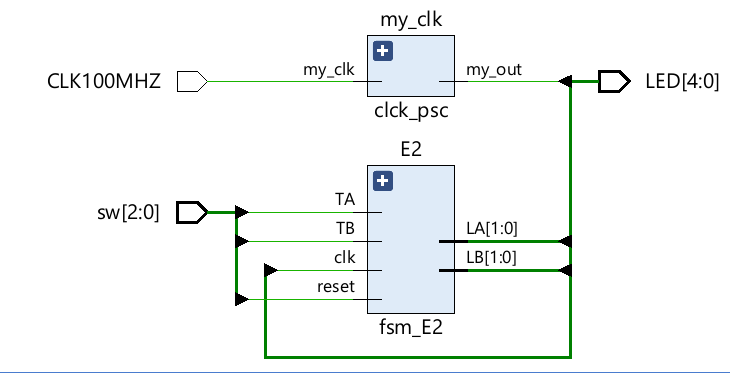 my_clk
CLK100MHZ
my_clk
my_out
LED[4:0]
clck_psc
E2
sw[2:0]
TA
TB
clk
reset
LA[1:0]
LB[1:0]
fsm_E2